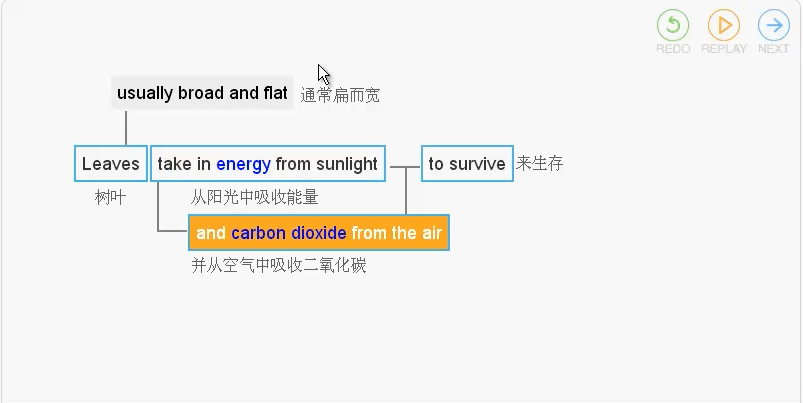 REDO REPLAY NEXT
usually broad and flat 通常扁而宽
Leaves take in energy from sunlight to survive 来生存
树叶 从阳光中吸收能量
and carbon dioxide from the air
并从空气中吸收二氧化碳